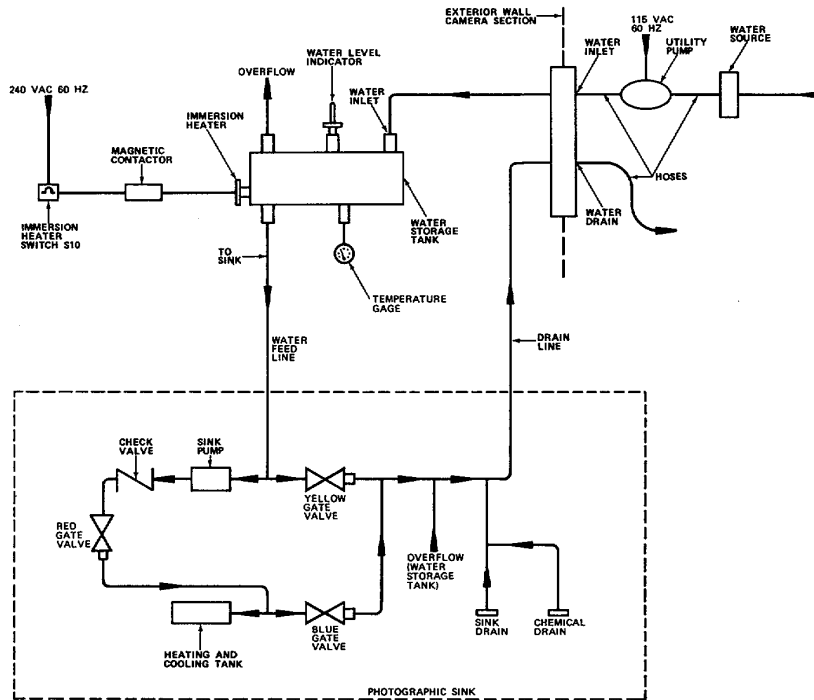 EXTERIOR WALL
CAMERA SECTION
115 VAC
60 HZ
WATER
INLET
UTILITY
PUMP
WATER
SOURCE
WATER LEVEL
INDICATOR
OVERFLOW
WATER
INLET
240 VAC 60 HZ
IMMERSION
HEATER
MAGNETIC
CONTACTOR
HOSES
WATER
DRAIN
IMMERSION
HEATER
SWITCH S10
WATER
STORAGE
TANK
TO
SINK
TEMPERATURE
GAGE
WATER
FEED
LINE
DRAIN
LINE
CHECK
VALVE
SINK
PUMP
YELLOW
GATE
VALVE
RED
GATE
VALVE
OVERFLOW
(WATER
STORAGE
TANK)
HEATING AND
COOLING TANK
BLUE
GATE
VALVE
SINK
DRAIN
CHEMICAL
DRAIN
PHOTOGRAPHIC SINK